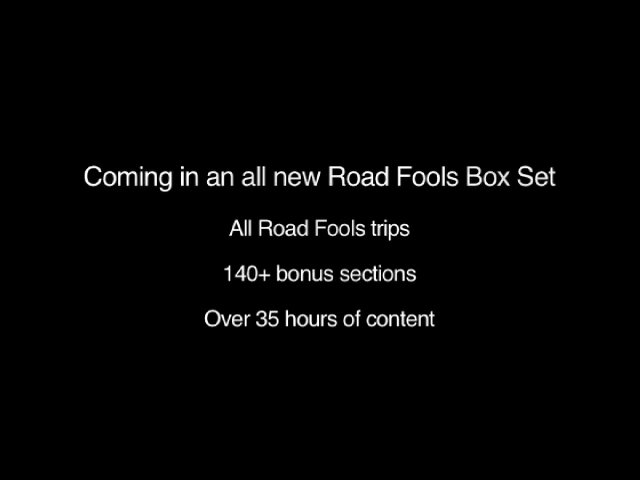 Coming in an all new Road Fools Box Set
All Road Fools trips
140+ bonus sections
Over 35 hours of content